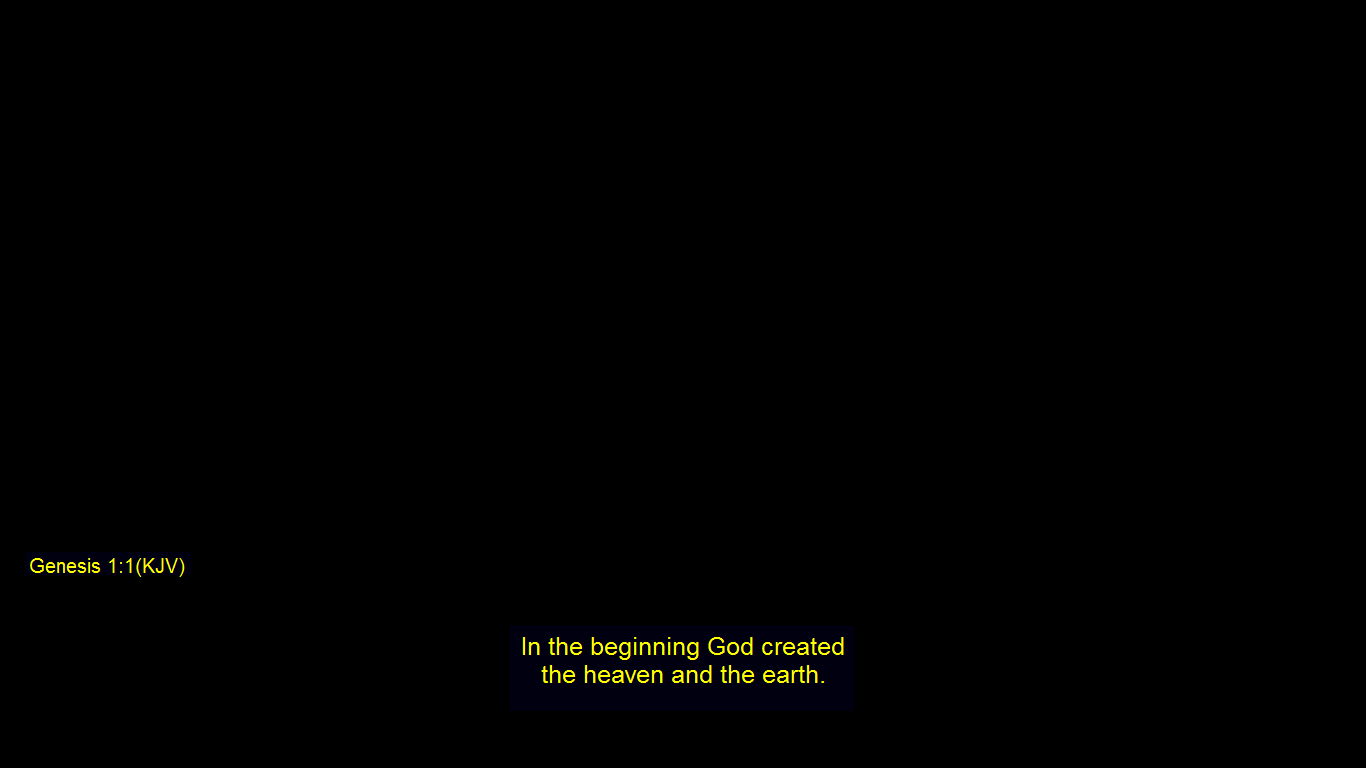 Genesis 1:1(KJV)
In the beginning God created
the heaven and the earth.